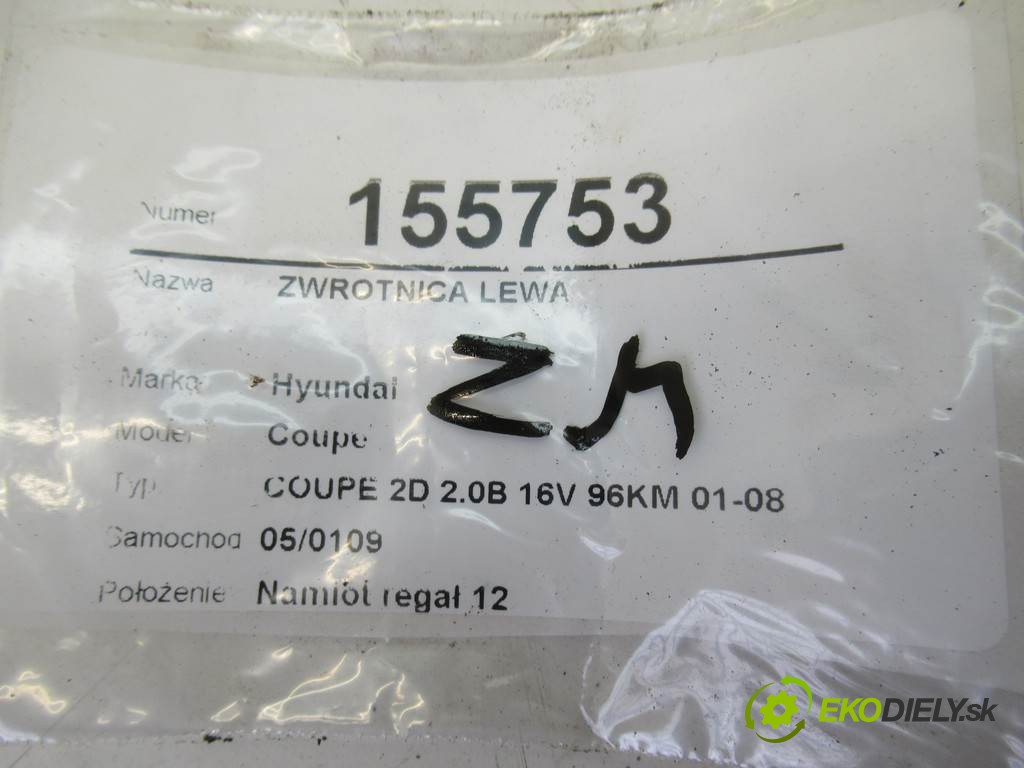 Numer 155753
Nazwa ZWROTNICA LEWA
Marka Hyundai
Model Coupe
Typ COUPE 2D 2.0B 16V 96KM 01-08
Samochod 05/0109
Położenie Namiot regał 12
EKODIELY.sk